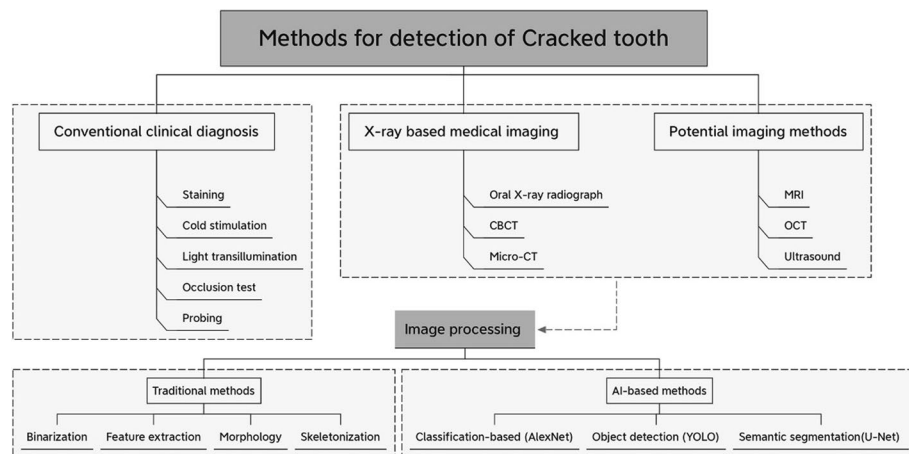 Methods for detection of Cracked tooth
Conventional clinical diagnosis
X-ray based medical imaging
Potential imaging methods
Staining
Cold stimulation
Light transillumination
Occlusion test
Probing
Oral X-ray radiograph
CBCT
Micro-CT
MRI
OCT
Ultrasound
Image processing
Traditional methods
AI-based methods
Binarization
Feature extraction
Morphology
Skeletonization
Classification-based (AlexNet)
Object detection (YOLO)
Semantic segmentation(U-Net)